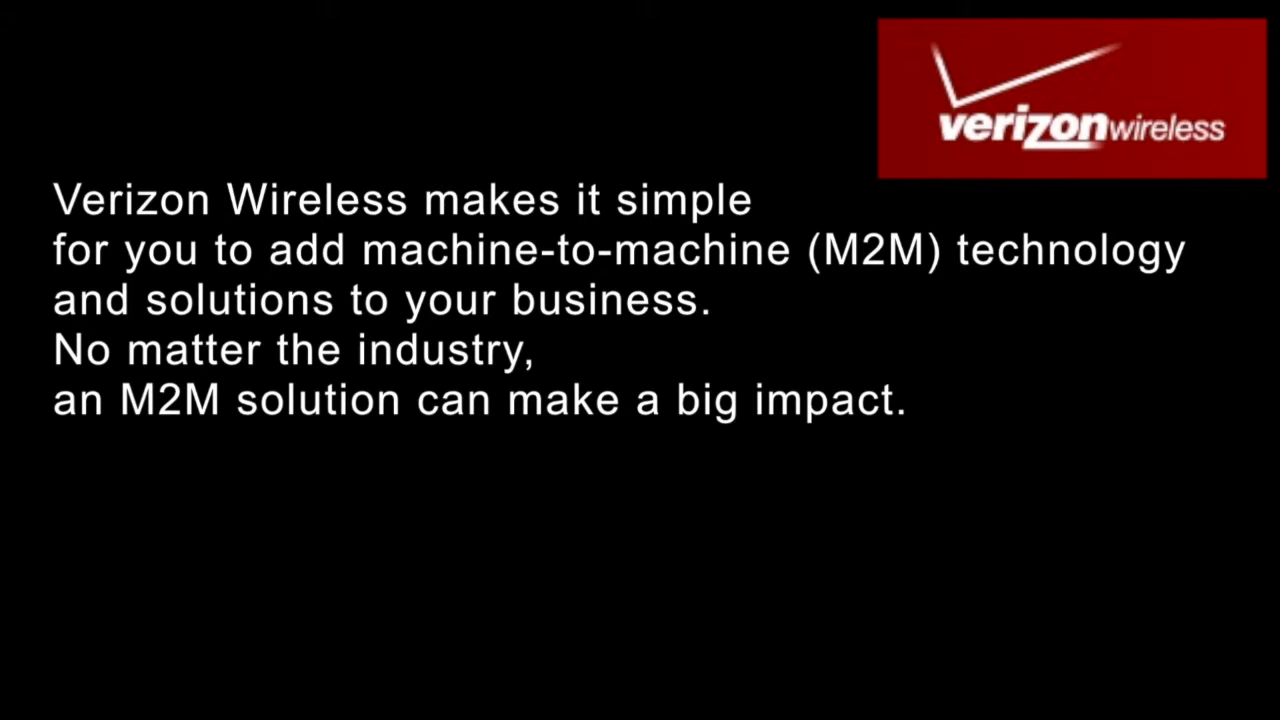 verizonwireless
Verizon Wireless makes it simple
for you to add machine-to-machine (M2M) technology
and solutions to your business.
No matter the industry,
an M2M solution can make a big impact.